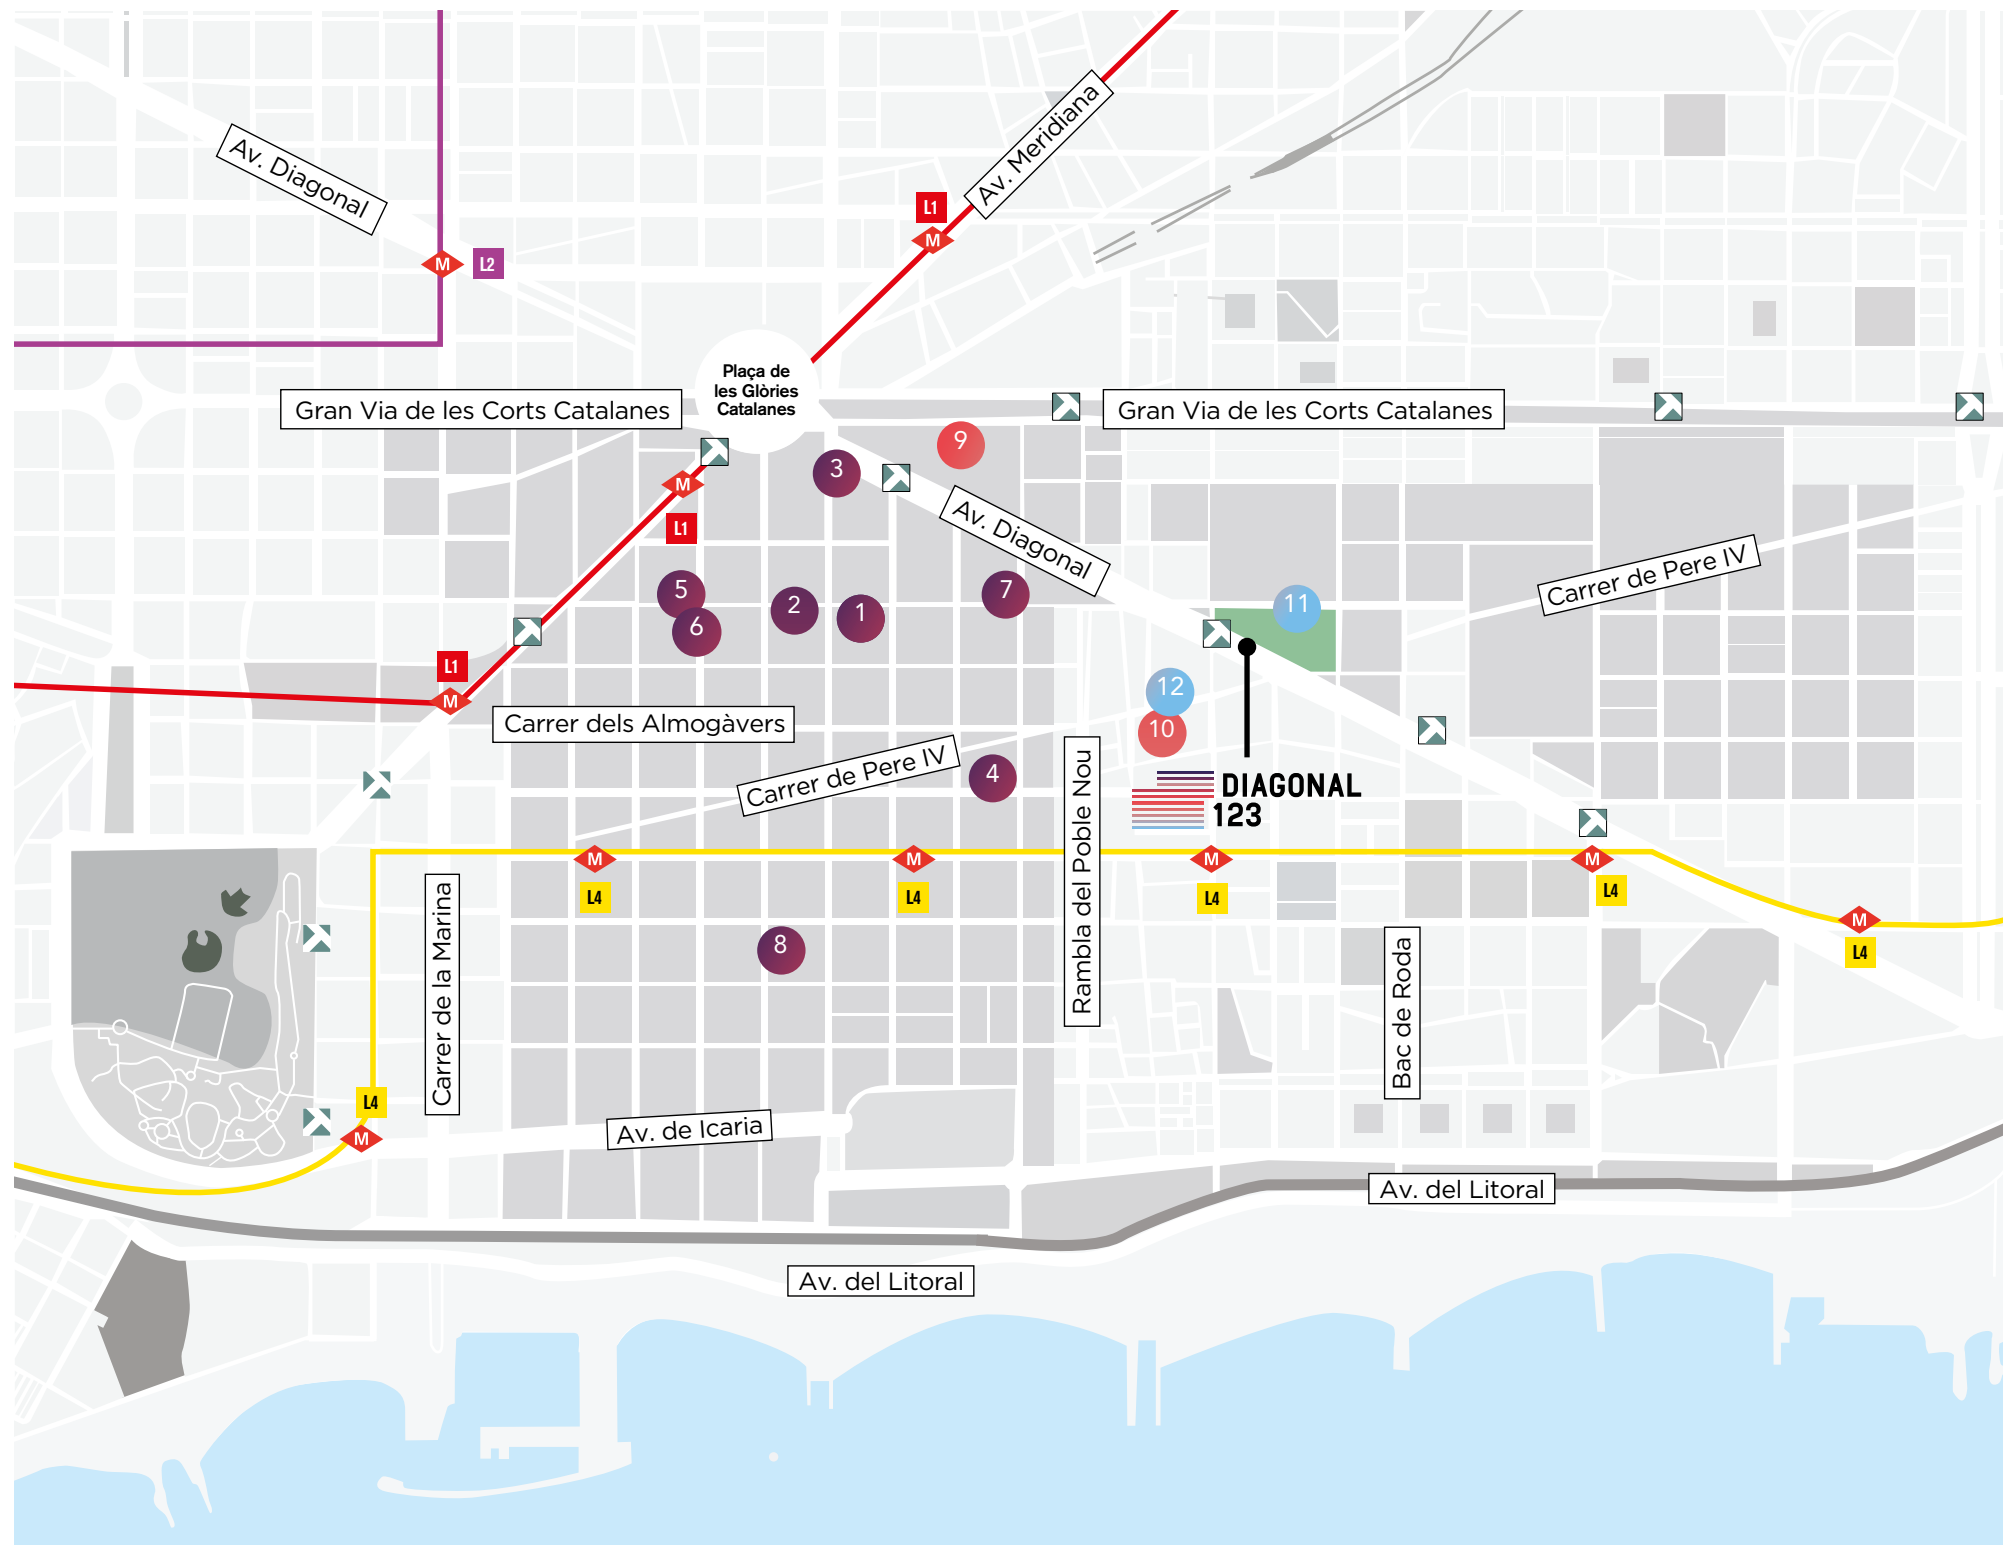 Av. Meridiana
Av. Diagonal
L1
M
M
L2
Plaça de
les Glòries
Catalanes
Gran Via de les Corts Catalanes
Gran Via de les Corts Catalanes
9
3
M
L1
Av. Diagonal
Carrer de Pere IV
5
2
1
7
11
6
L1
M
12
Carrer dels Almogàvers
10
Carrer de Pere IV
4
DIAGONAL
123
Rambla del Poble Nou
M
M
M
M
L4
L4
L4
L4
M
L4
Carrer de la Marina
8
Bac de Roda
L4
M
Av. de Icaria
Av. del Litoral
Av. del Litoral